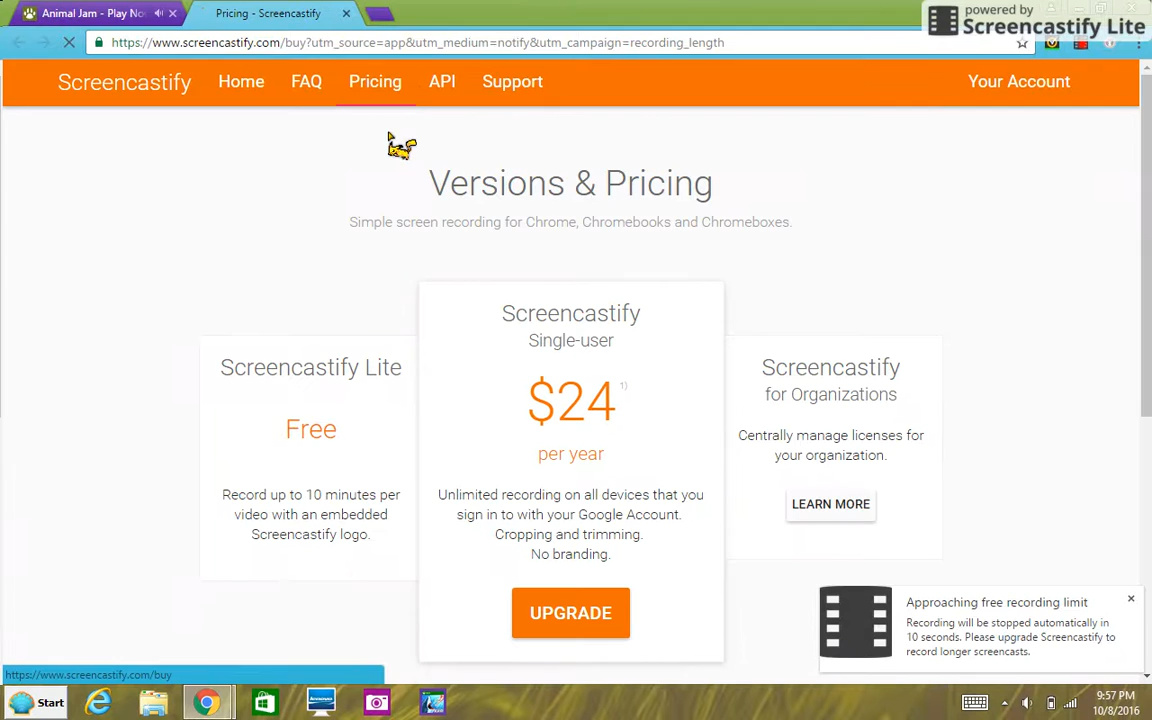 Animal Jam - Play No
Pricing - Screencastify
powered by
Screencastify Lite
https://www.screencastify.com/buy?utm_source=app&utm_medium=notify&utm_campaign=recording_length
Screencastify Home FAQ Pricing API Support Your Account
Versions & Pricing
Simple screen recording for Chrome, Chromebooks and Chromeboxes.
Screencastify Lite
Free
Record up to 10 minutes per
video with an embedded
Screencastify logo.
Screencastify
Single-user
$24 1)
per year
Unlimited recording on all devices that you
sign in to with your Google Account.
Cropping and trimming.
No branding.
UPGRADE
Screencastify
for Organizations
Centrally manage licenses for
your organization.
LEARN MORE
Approaching free recording limit
Recording will be stopped automatically in
10 seconds. Please upgrade Screencastify to
record longer screencasts.
https://www.screencastify.com/buy
Start
9:57 PM
10/8/2016